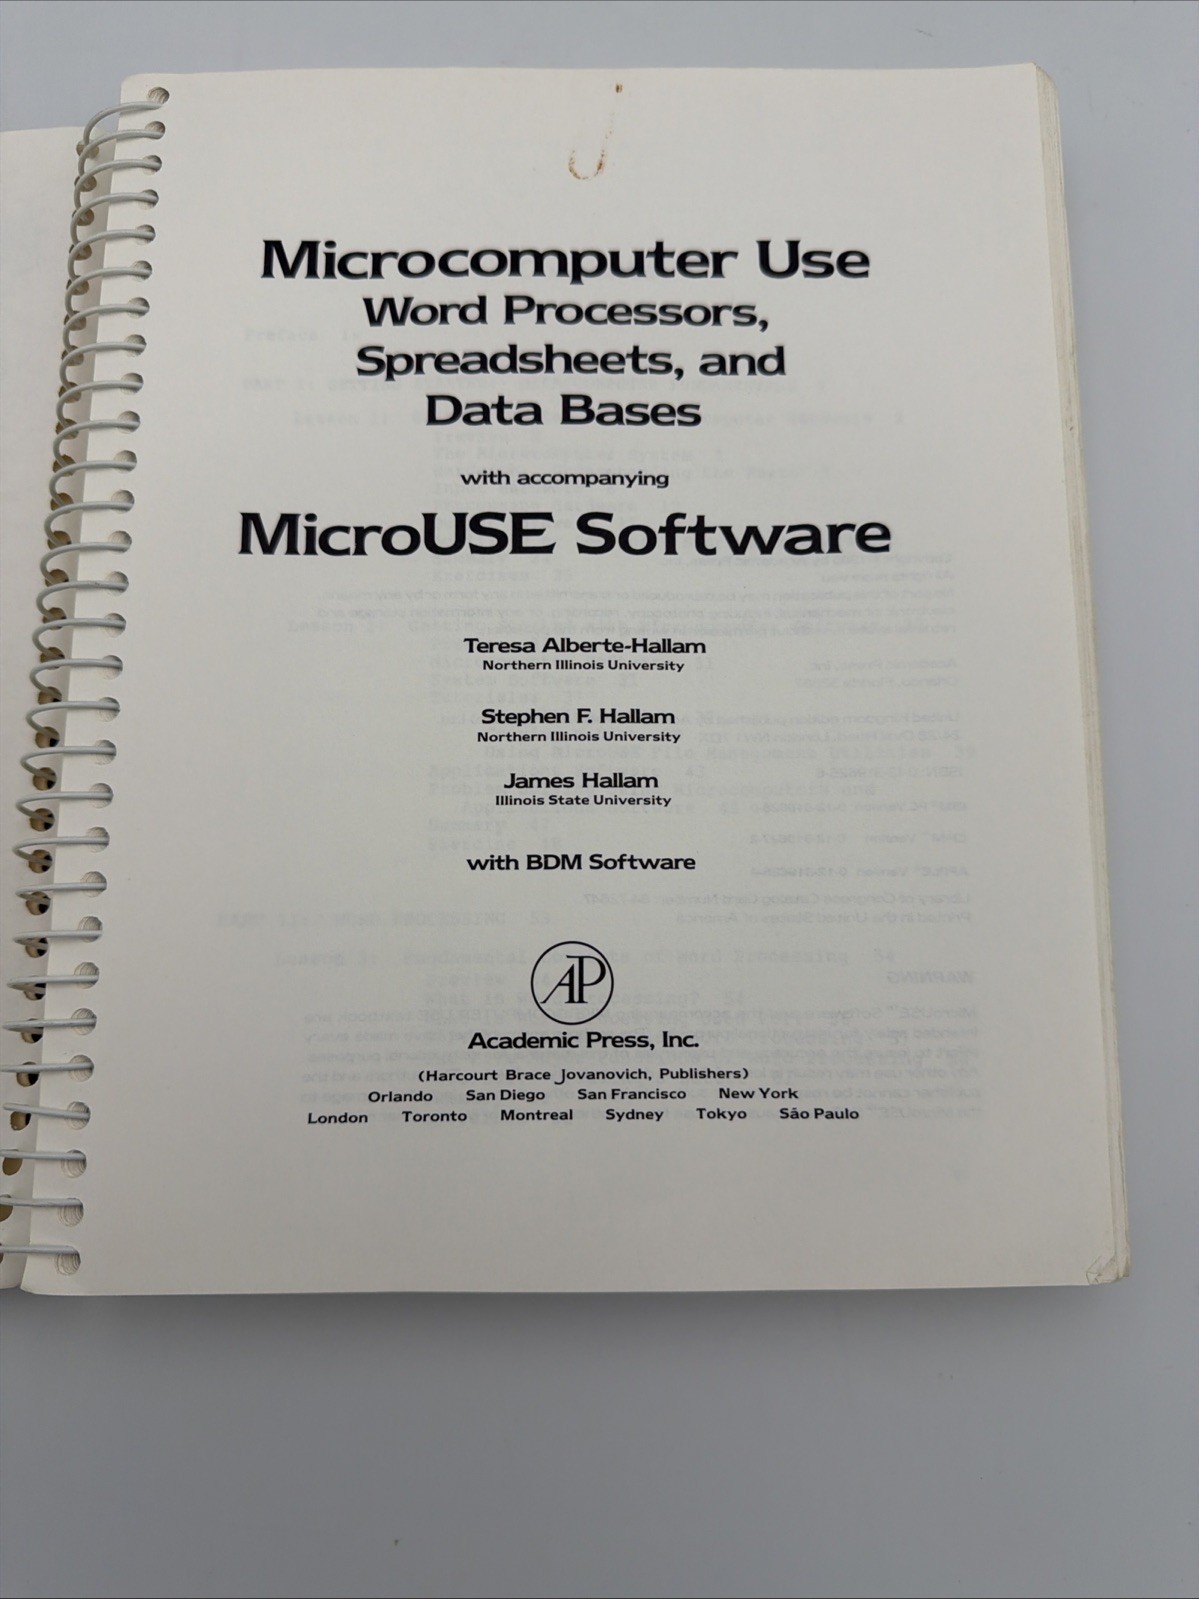 Microcomputer Use
Word Processors,
Spreadsheets, and
Data Bases
with accompanying
MicroUSE Software
Teresa Alberte-Hallam
Northern Illinois University
Stephen F. Hallam
Northern Illinois University
James Hallam
Illinois State University
with BDM Software
AP
Academic Press, Inc.
(Harcourt Brace Jovanovich, Publishers)
Orlando San Diego San Francisco New York
London Toronto Montreal Sydney Tokyo São Paulo